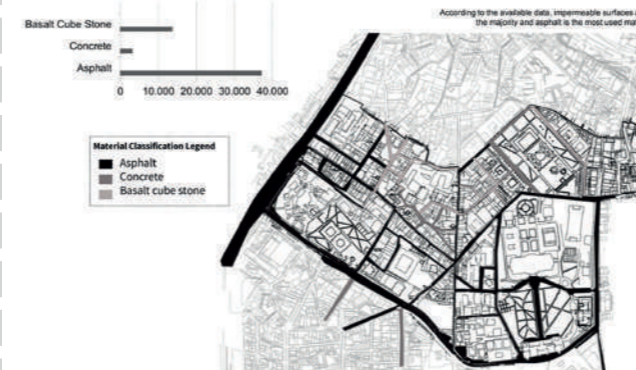 According to the available data, impermeable surfaces
the majority and asphalt is the most used
Basalt Cube Stone
Concrete
Asphalt
0 10.000 20.000 30.000 40.000
Material Classification Legend
Asphalt
Concrete
Basalt cube stone